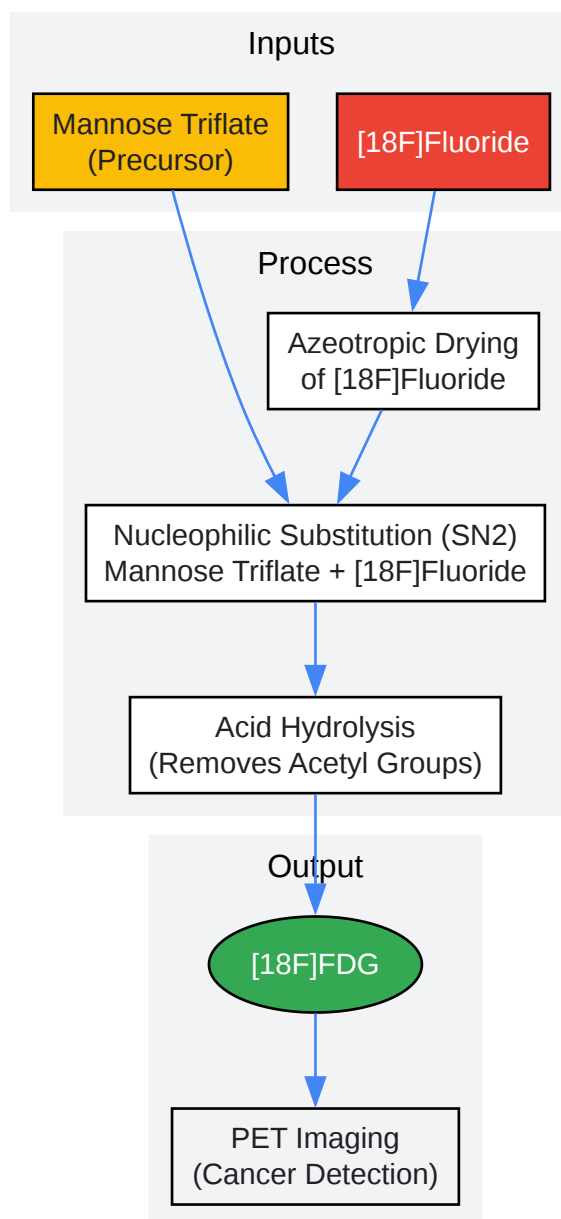 Inputs
Mannose Triflate
(Precursor)
[18F]Fluoride
Process
Azeotropic Drying
of [18F]Fluoride
Nucleophilic Substitution (SN2)
Mannose Triflate + [18F]Fluoride
Acid Hydrolysis
(Removes Acetyl Groups)
Output
[18F]FDG
PET Imaging
(Cancer Detection)